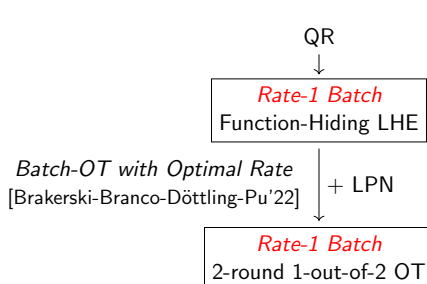 QR
Rate-1 Batch
Function-Hiding LHE
Batch-OT with Optimal Rate
[Brakerski-Branco-Döttling-Pu'22]
+ LPN
Rate-1 Batch
2-round 1-out-of-2 OT